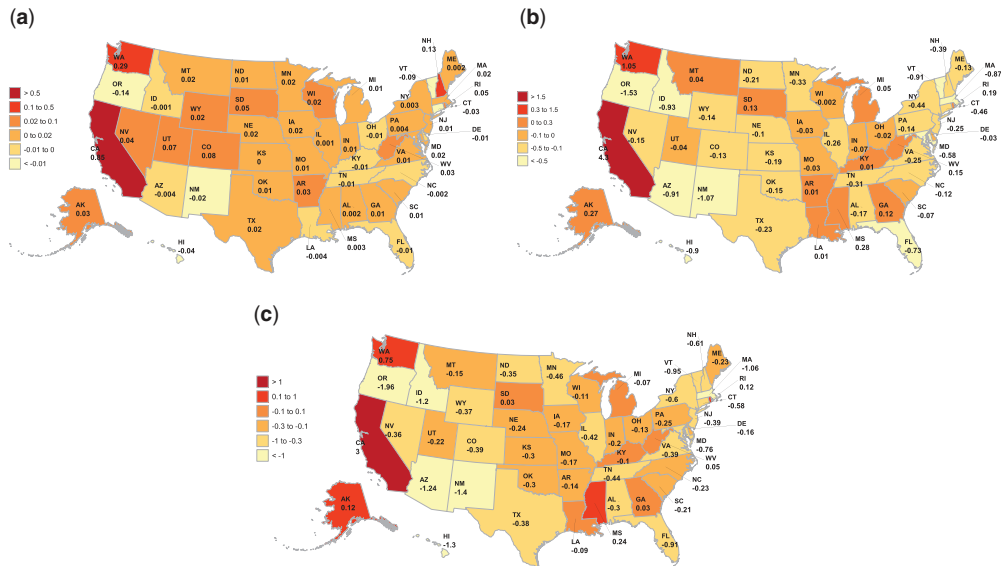 (a)
WA
0.29
OR
-0.14
CA
0.85
NV
0.04
ID
-0.001
MT
0.02
WY
0.02
UT
0.07
CO
0.08
AZ
-0.004
NM
-0.02
ND
0.01
SD
0.05
NE
0.02
KS
0
OK
0.01
TX
0.02
MN
0.02
IA
0.02
MO
0.01
AR
0.03
LA
-0.004
WI
0.02
IL
0.001
MI
0.01
IN
0.01
OH
-0.01
KY
-0.01
TN
-0.01
MS
0.003
AL
0.002
GA
0.01
FL
-0.01
SC
0.01
NC
-0.002
VA
0.01
WV
0.03
MD
0.02
DE
-0.01
NJ
0.01
PA
0.004
NY
0.003
CT
-0.03
RI
0.05
MA
0.02
VT
-0.09
NH
0.13
ME
0.002
AK
0.03
HI
-0.04
> 0.5
0.1 to 0.5
0.02 to 0.1
0 to 0.02
-0.01 to 0
< -0.01
(b)
WA
1.05
OR
-1.53
CA
4.3
NV
-0.15
ID
-0.93
MT
0.04
WY
-0.14
UT
-0.04
CO
-0.13
AZ
-0.91
NM
-1.07
ND
-0.21
SD
0.13
NE
-0.1
KS
-0.19
OK
-0.15
TX
-0.23
MN
-0.33
IA
-0.03
MO
-0.03
AR
0.01
LA
0.01
WI
-0.002
IL
-0.26
MI
0.05
IN
-0.07
OH
-0.02
KY
0.01
TN
-0.31
MS
0.28
AL
-0.17
GA
0.12
FL
-0.73
SC
-0.07
NC
-0.12
VA
-0.25
WV
0.15
MD
-0.58
DE
-0.03
NJ
-0.25
PA
-0.14
NY
-0.44
CT
-0.46
RI
0.19
MA
-0.87
VT
-0.91
NH
-0.39
ME
-0.13
AK
0.27
HI
-0.9
> 1.5
0.3 to 1.5
0 to 0.3
-0.1 to 0
-0.5 to -0.1
< -0.5
(c)
WA
0.75
OR
-1.96
CA
3
NV
-0.36
ID
-1.2
MT
-0.15
WY
-0.37
UT
-0.22
CO
-0.39
AZ
-1.24
NM
-1.4
ND
-0.35
SD
0.03
NE
-0.24
KS
-0.3
OK
-0.3
TX
-0.38
MN
-0.46
IA
-0.17
MO
-0.17
AR
-0.14
LA
-0.09
WI
-0.11
IL
-0.42
MI
-0.07
IN
-0.2
OH
-0.13
KY
-0.1
TN
-0.44
MS
0.24
AL
-0.3
GA
0.03
FL
-0.91
SC
-0.21
NC
-0.23
VA
-0.39
WV
0.05
MD
-0.76
DE
-0.16
NJ
-0.39
PA
-0.25
NY
-0.6
CT
-0.58
RI
0.12
MA
-1.06
VT
-0.95
NH
-0.61
ME
-0.23
AK
0.12
HI
-1.3
> 1
0.1 to 1
-0.1 to 0.1
-0.3 to -0.1
-1 to -0.3
< -1